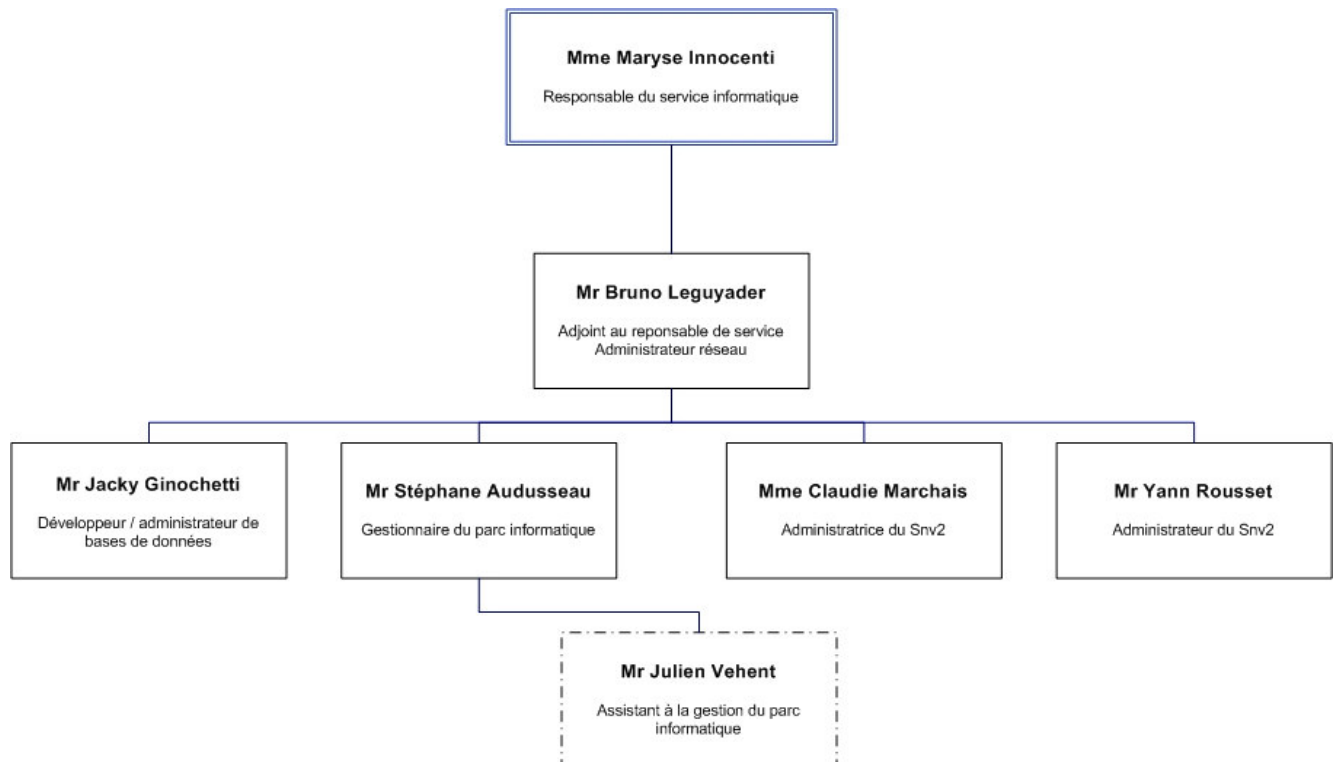 Mme Maryse Innocenti
Responsable du service informatique
Mr Bruno Leguyader
Adjoint au reponsable de service
Administrateur réseau
Mr Jacky Ginochetti
Développeur / administrateur de
bases de données
Mr Stéphane Audusseau
Gestionnaire du parc informatique
Mme Claudie Marchais
Administratrice du Snv2
Mr Yann Rousset
Administrateur du Snv2
Mr Julien Vehent
Assistant à la gestion du parc
informatique